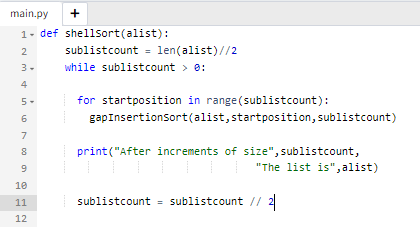 main.py +
1 def shellSort(alist):
2 sublistcount = len(alist)//2
3 while sublistcount > 0:
4
5 for startposition in range(sublistcount):
6 gapInsertionSort(alist,startposition,sublistcount)
7
8 print("After increments of size",sublistcount,
9 "The list is",alist)
10
11 sublistcount = sublistcount // 2
12